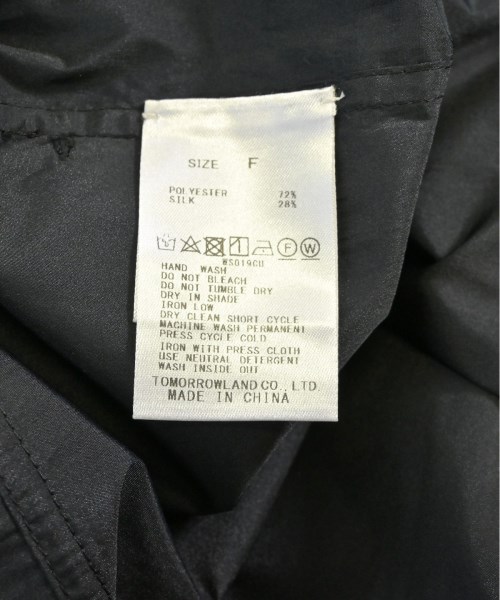 SIZE F
POLYESTER 72%
SILK 28%
F W
WS019CU
HAND WASH
DO NOT BLEACH
DO NOT TUMBLE DRY
DRY IN SHADE
IRON LOW
DRY CLEAN SHORT CYCLE
MACHINE WASH PERMANENT
PRESS CYCLE COLD.
IRON WITH PRESS CLOTH
USE NEUTRAL DETERGENT
WASH INSIDE OUT
TOMORROWLAND CO., LTD.
MADE IN CHINA